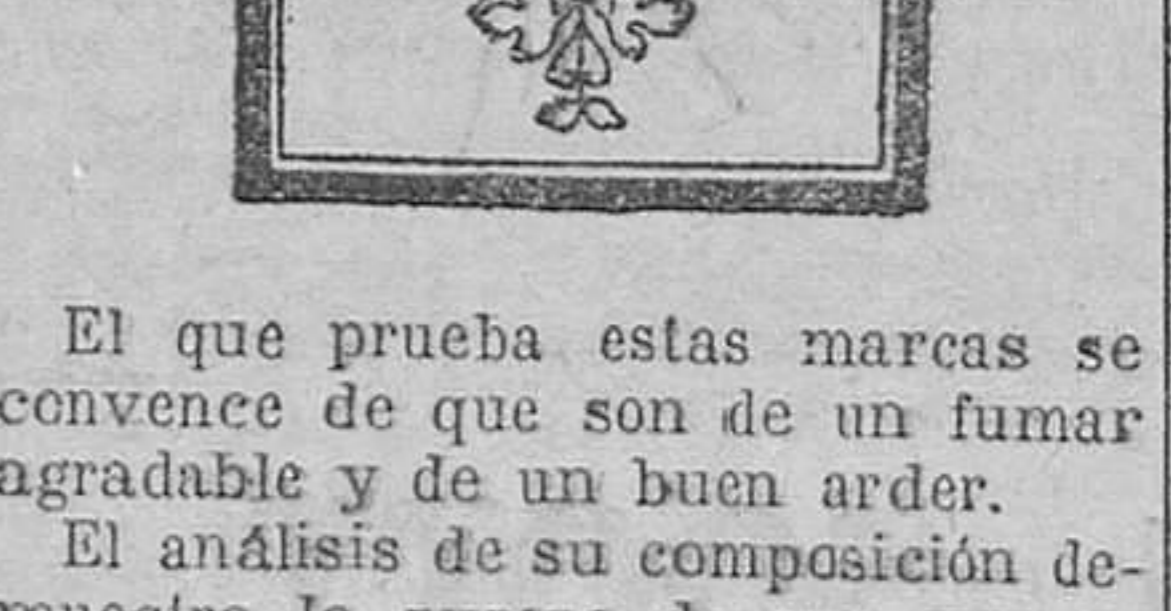 El que prueba estas marcas se
convence de que son de un fumar
agradable y de un buen arder.
El análisis de su composición de-